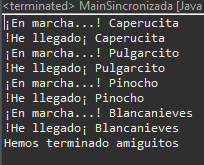 <terminated> MainSincronizada [Java
¡En marcha...! Caperucita
!He llegado¡ Caperucita
¡En marcha...! Pulgarcito
!He llegado¡ Pulgarcito
¡En marcha...! Pinocho
!He llegado¡ Pinocho
¡En marcha...! Blancanieves
!He llegado¡ Blancanieves
Hemos terminado amiguitos